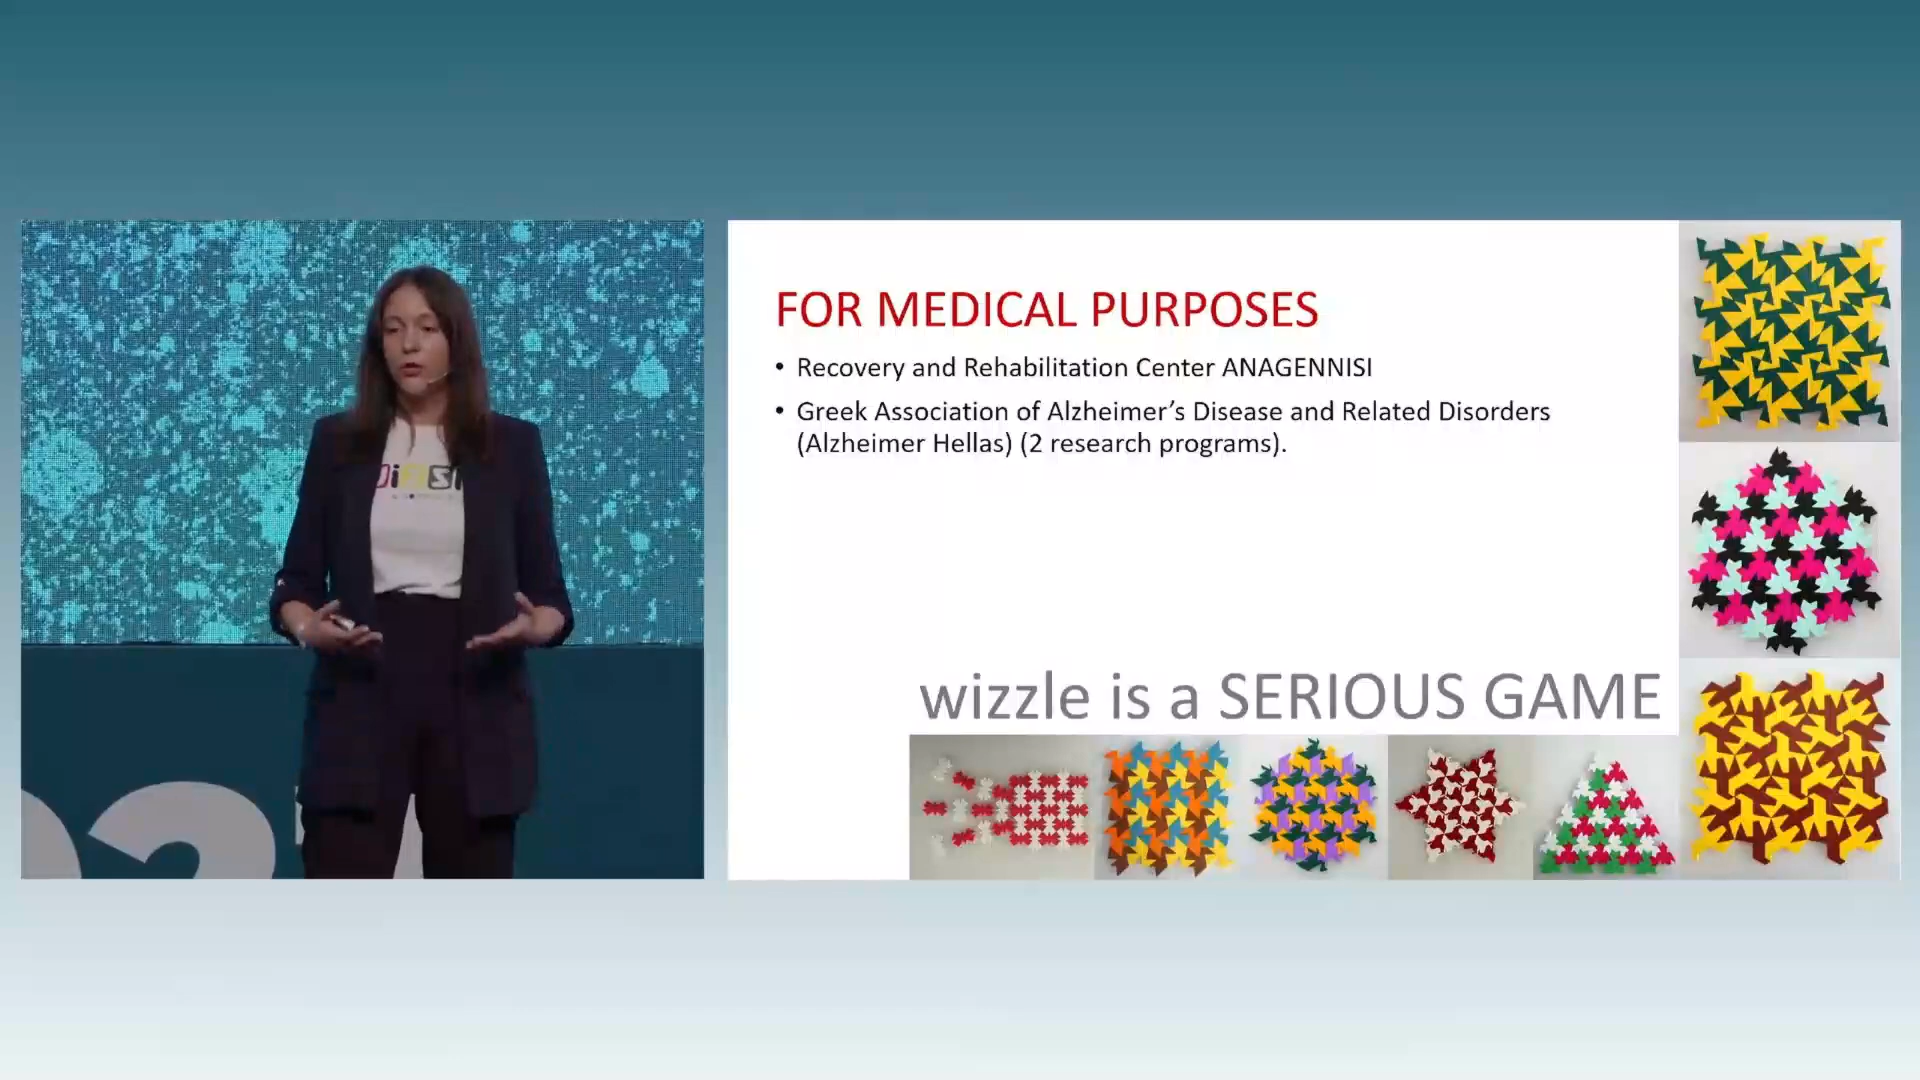 FOR MEDICAL PURPOSES
• Recovery and Rehabilitation Center ANAGENNISI
• Greek Association of Alzheimer’s Disease and Related Disorders
(Alzheimer Hellas) (2 research programs).
wizzle is a SERIOUS GAME